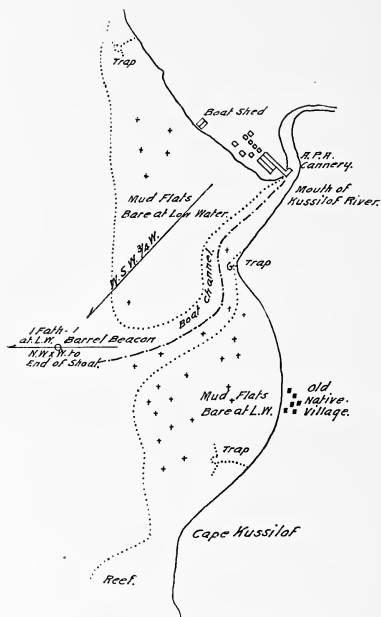 Trap
Boat Shed
A.P.A.
Cannery.
Mouth of
Kussilof River.
Mud Flats
Bare at Low Water.
W.S.W. 3/8 W.
Trap
Boat Channel.
1 Fath.
at L.W.
Barrel Beacon
N.W x W. to
End of Shoal.
Mud Flats
Bare at L.W.
Old
Native
Village.
Trap
Cape Kussilof
Reef.